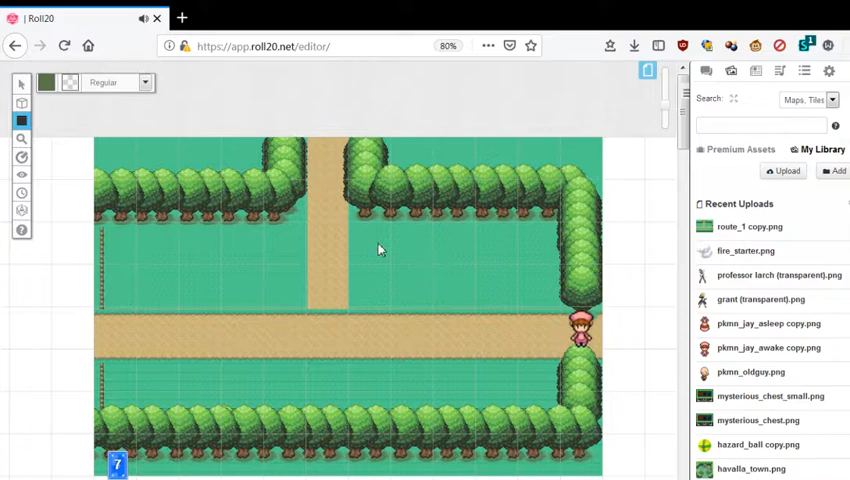 Roll20
https://app.roll20.net/editor/
80%
1
Regular
Search:
Maps, Tiles
Premium Assets
My Library
Upload
Add
Recent Uploads
route_1 copy.png
fire_starter.png
professor larch (transparent).png
grant (transparent).png
pkmn_jay_asleep copy.png
pkmn_jay_awake copy.png
pkmn_oldguy.png
mysterious_chest_small.png
mysterious_chest.png
hazard_ball copy.png
havalla_town.png
7